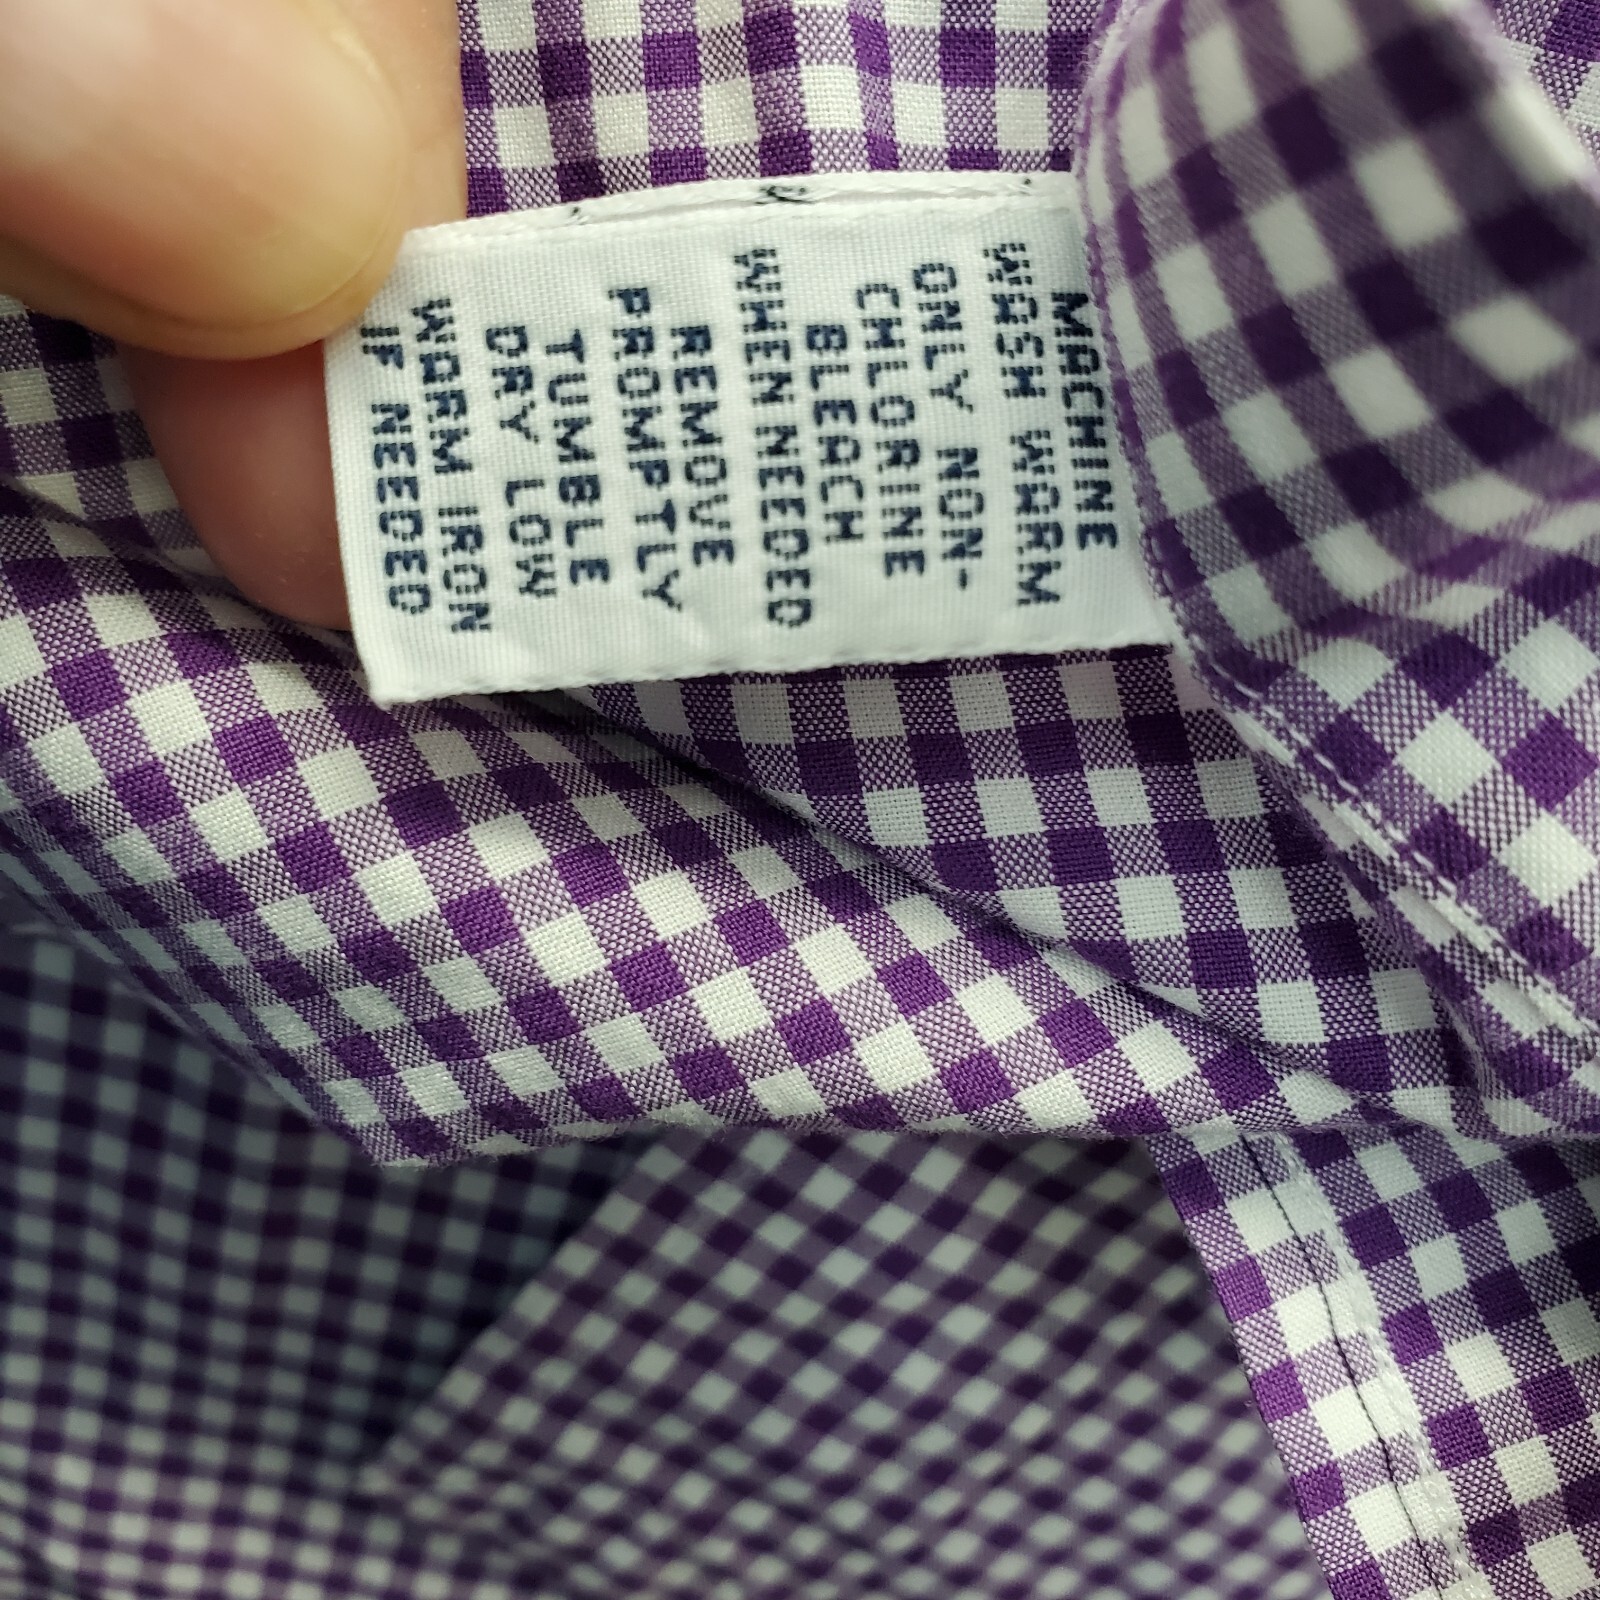 MACHINE
WASH WARM
ONLY NON-
CHLORINE
BLEACH
WHEN NEEDED
REMOVE
PROMPTLY
TUMBLE
DRY LOW
WARM IRON
IF NEEDED